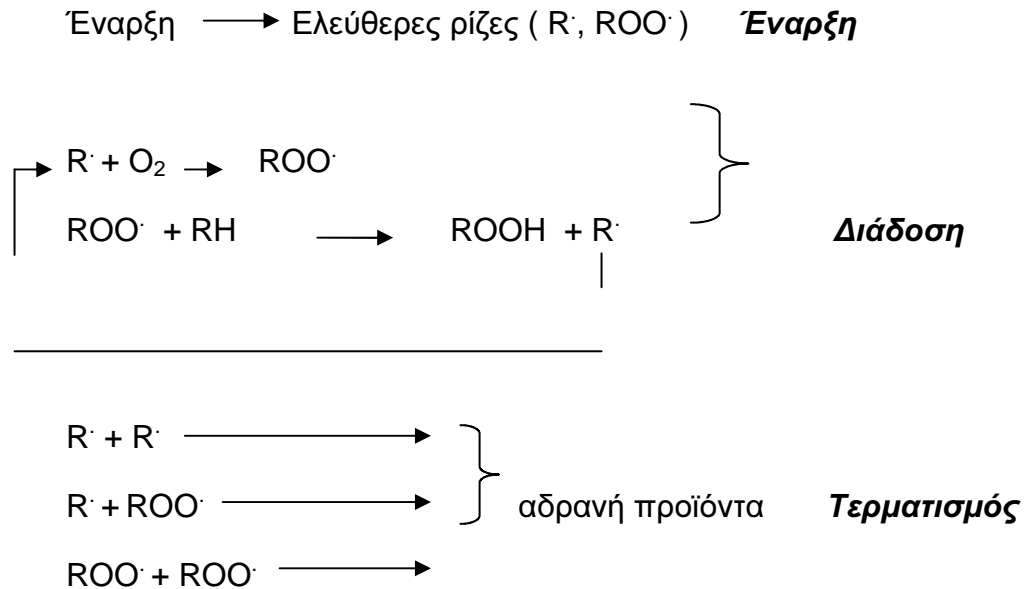 Έναρξη ⟶ Ελεύθερες ρίζες ( R·, ROO· ) Έναρξη
R· + O₂ → ROO·
ROO· + RH → ROOH + R· Διάδοση
R· + R· →
R· + ROO· → αδρανή προϊόντα Τερματισμός
ROO· + ROO· →